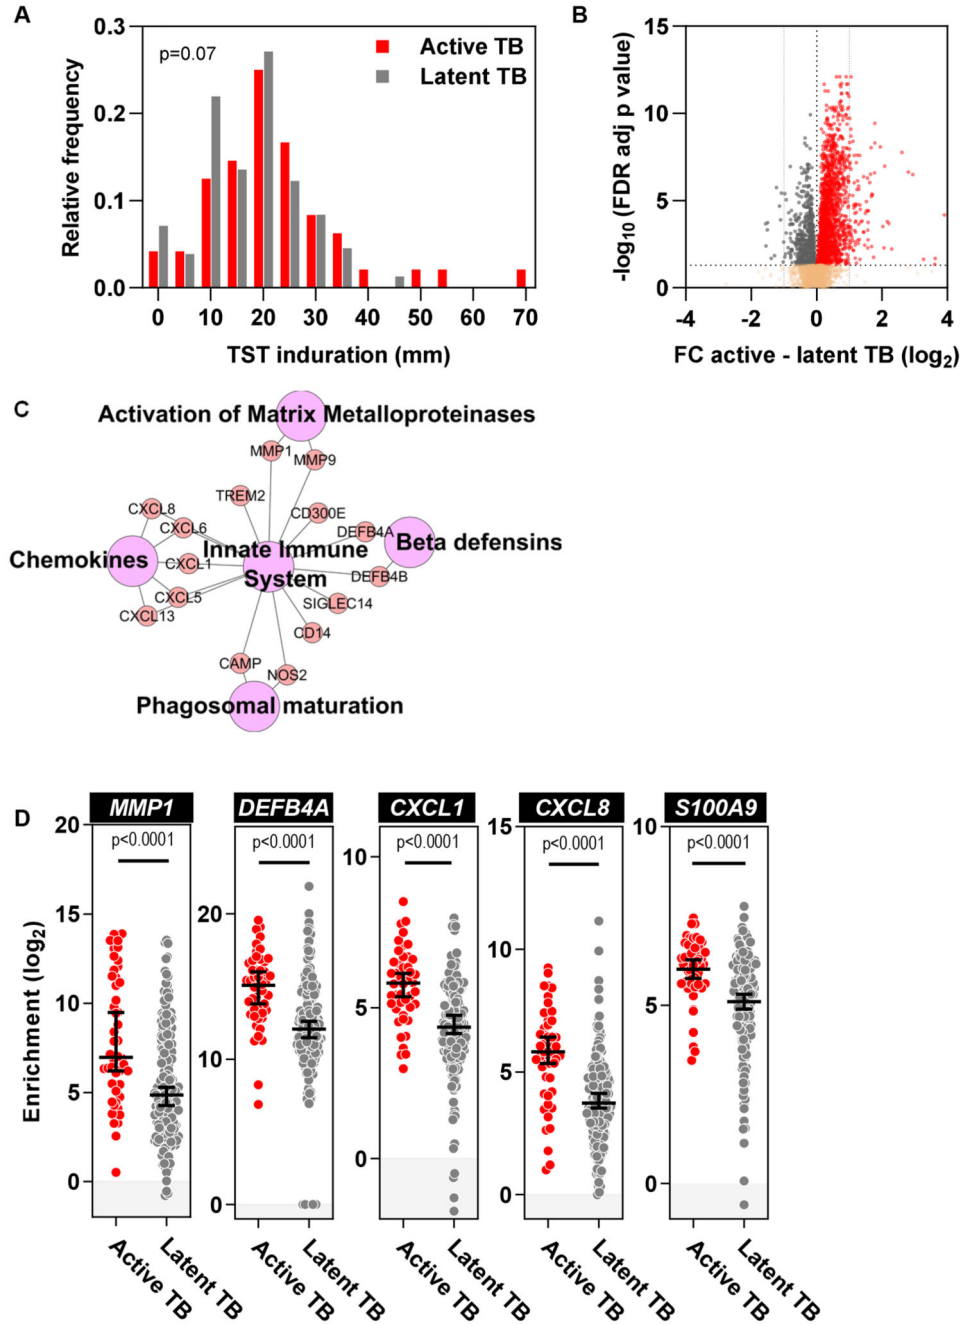 A
0.3
0.2
0.1
0.0
Relative frequency
p=0.07
Active TB
Latent TB
0 10 20 30 40 50 60 70
TST induration (mm)
B
15
10
5
0
-log10 (FDR adj p value)
-4 -2 0 2 4
FC active - latent TB (log2)
C
Activation of Matrix Metalloproteinases
MMP1
MMP9
TREM2
CXCL8
CD300E
CXCL6
DEFB4A
Chemokines
CXCL1
Innate Immune
System
Beta defensins
DEFB4B
CXCL5
SIGLEC14
CXCL13
CD14
CAMP
NOS2
Phagosomal maturation
D
Enrichment (log2)
MMP1
20
15
10
5
0
p<0.0001
Active TB
Latent TB
DEFB4A
20
10
0
p<0.0001
Active TB
Latent TB
CXCL1
10
5
0
p<0.0001
Active TB
Latent TB
CXCL8
15
10
5
0
p<0.0001
Active TB
Latent TB
S100A9
10
5
0
p<0.0001
Active TB
Latent TB